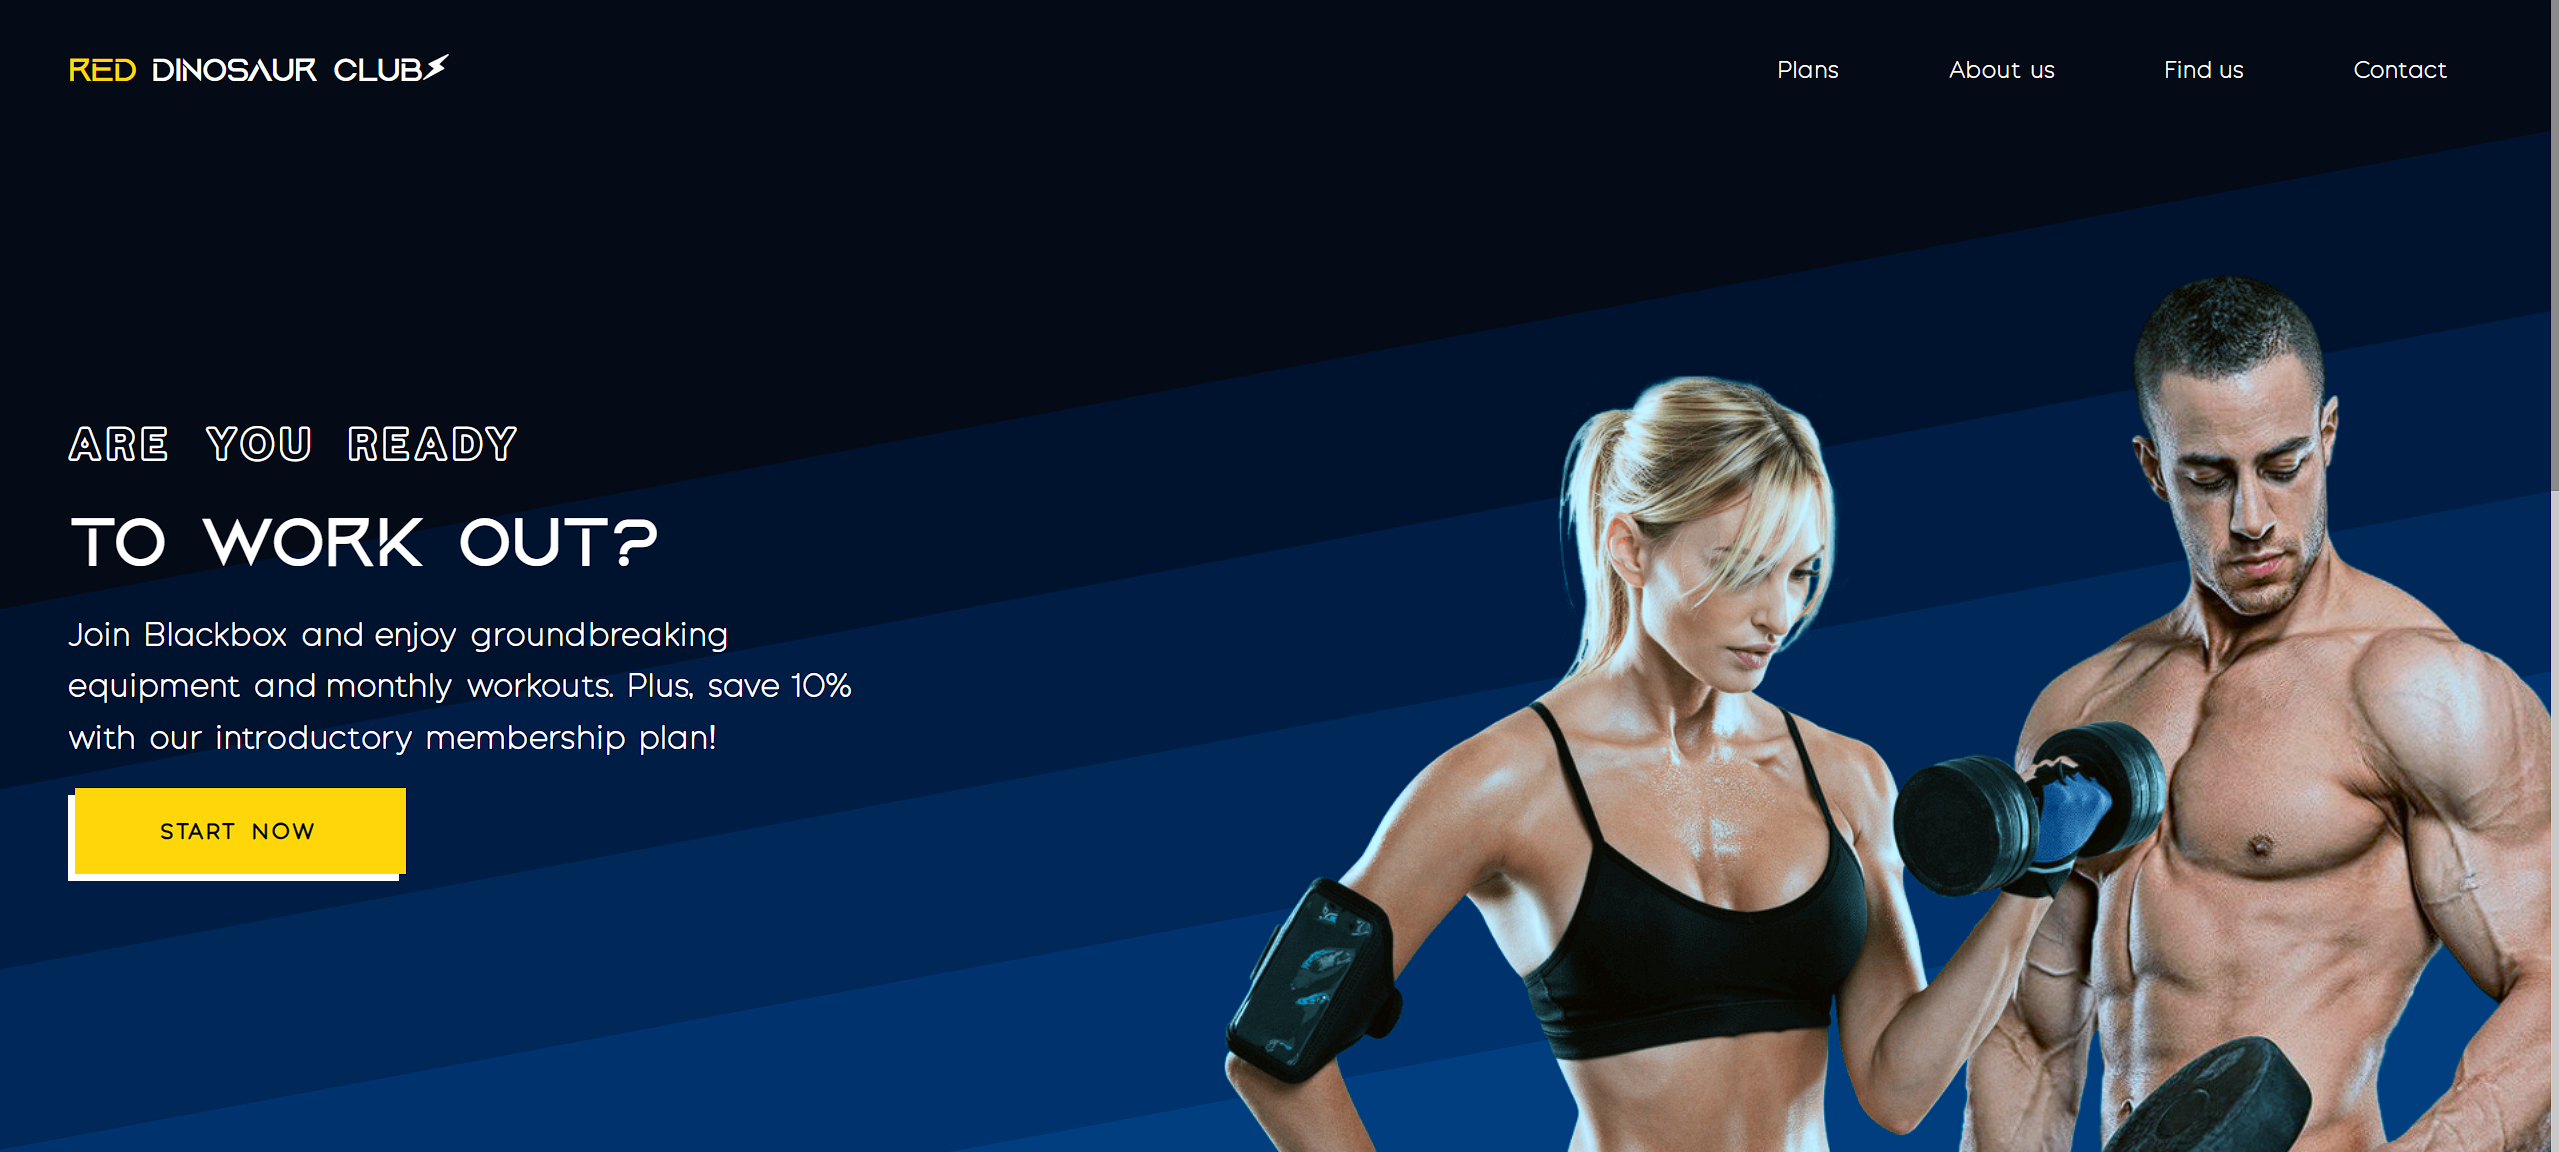 RED DINOSAUR CLUB
Plans
About us
Find us
Contact
ARE YOU READY
TO WORK OUT?
Join Blackbox and enjoy groundbreaking
equipment and monthly workouts. Plus, save 10%
with our introductory membership plan!
START NOW